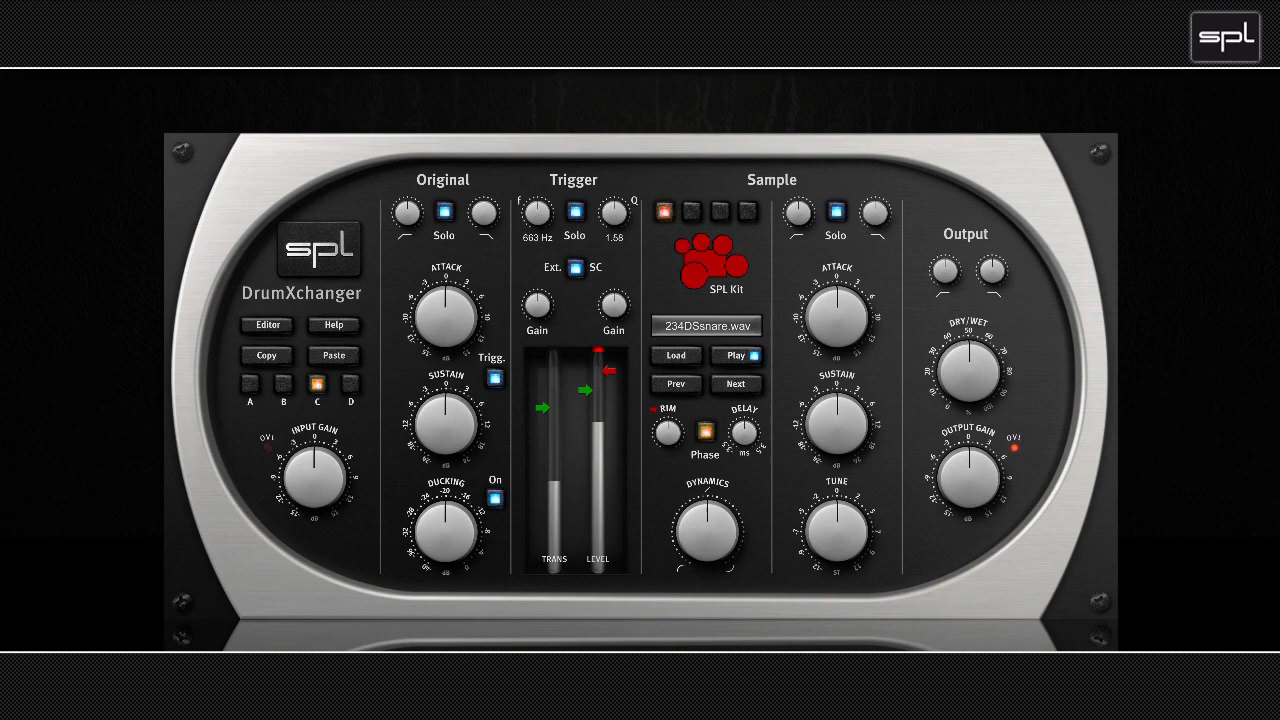 spl
Original
Trigger
Sample
f
Q
Solo
663 Hz
Solo
1.58
Solo
Output
spl
DrumXchanger
Ext.
SC
SPL Kit
ATTACK
ATTACK
Editor
Help
Gain
Gain
234DSsnare.wav
DRY/WET
Copy
Paste
Trigg.
Load
Play
SUSTAIN
SUSTAIN
Prev
Next
A
B
C
D
RIM
DELAY
INPUT GAIN
OUTPUT GAIN
OVL
OVL
Phase
ms
DUCKING
On
DYNAMICS
TUNE
dB
dB
TRANS
LEVEL
dB
ST